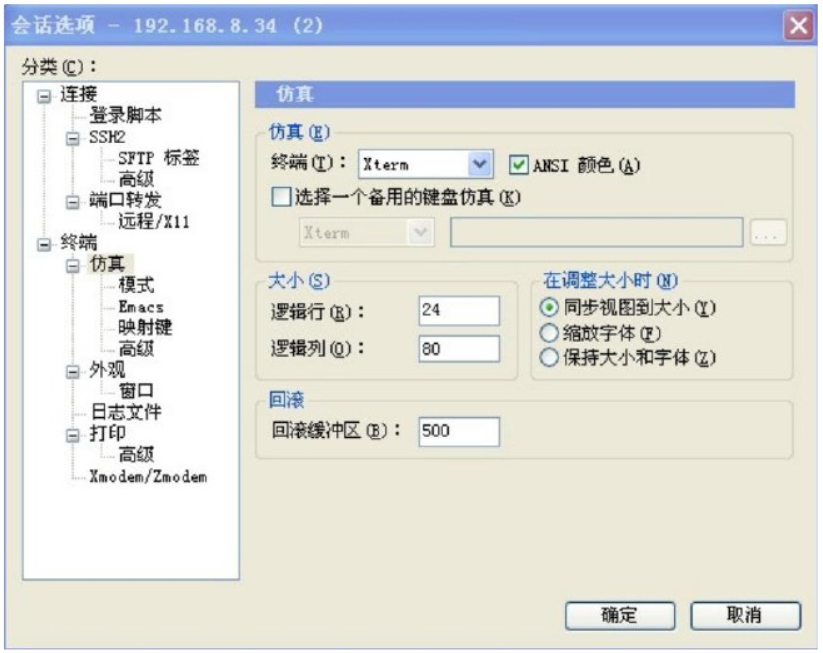 会话选项 - 192.168.8.34 (2)
分类(C):
连接
登录脚本
SSH2
SFTP 标签
高级
端口转发
远程/X11
终端
仿真
模式
Emacs
映射键
高级
外观
窗口
日志文件
打印
高级
Xmodem/Zmodem
仿真
仿真(E)
终端(T): Xterm ANSI 颜色(A)
选择一个备用的键盘仿真(K)
Xterm ...
大小(S)
逻辑行(R): 24
逻辑列(O): 80
在调整大小时(N)
同步视图到大小(Y)
缩放字体(F)
保持大小和字体(Z)
回滚
回滚缓冲区(B): 500
确定 取消